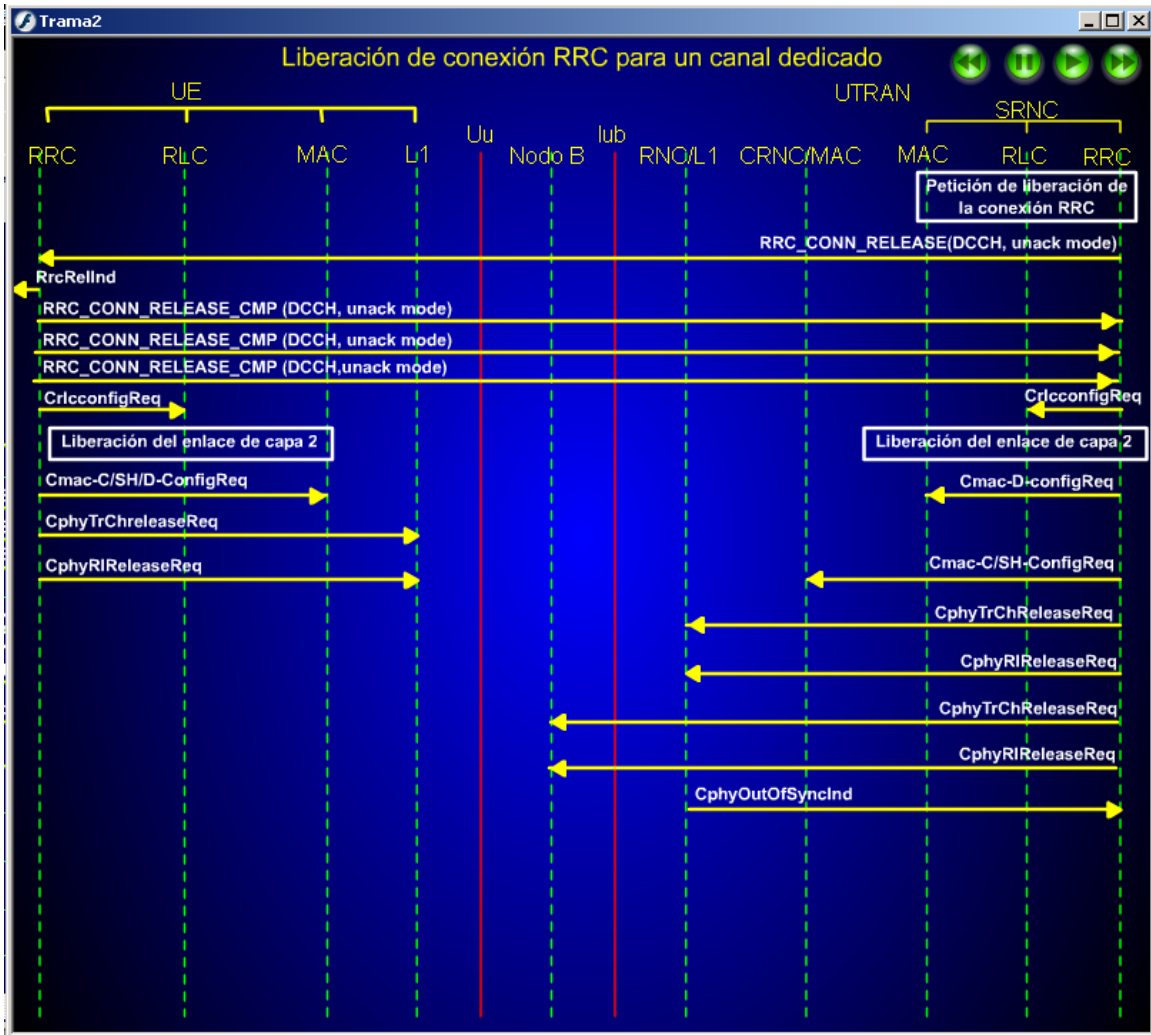 Trama2
Liberación de conexión RRC para un canal dedicado
UE
UTRAN
SRNC
Uu
Iub
RRC
RLC
MAC
L1
Nodo B
RNC/L1
CRNC/MAC
MAC
RLC
RRC
Petición de liberación de
la conexión RRC
RRC_CONN_RELEASE(DCCH, unack mode)
RrcRelInd
RRC_CONN_RELEASE_CMP (DCCH, unack mode)
RRC_CONN_RELEASE_CMP (DCCH, unack mode)
RRC_CONN_RELEASE_CMP (DCCH,unack mode)
CrlcconfigReq
CrlcconfigReq
Liberación del enlace de capa 2
Liberación del enlace de capa 2
Cmac-C/SH/D-ConfigReq
Cmac-D-configReq
CphyTrChreleaseReq
CphyRlReleaseReq
Cmac-C/SH-ConfigReq
CphyTrChReleaseReq
CphyRlReleaseReq
CphyTrChReleaseReq
CphyRlReleaseReq
CphyOutOfSyncInd